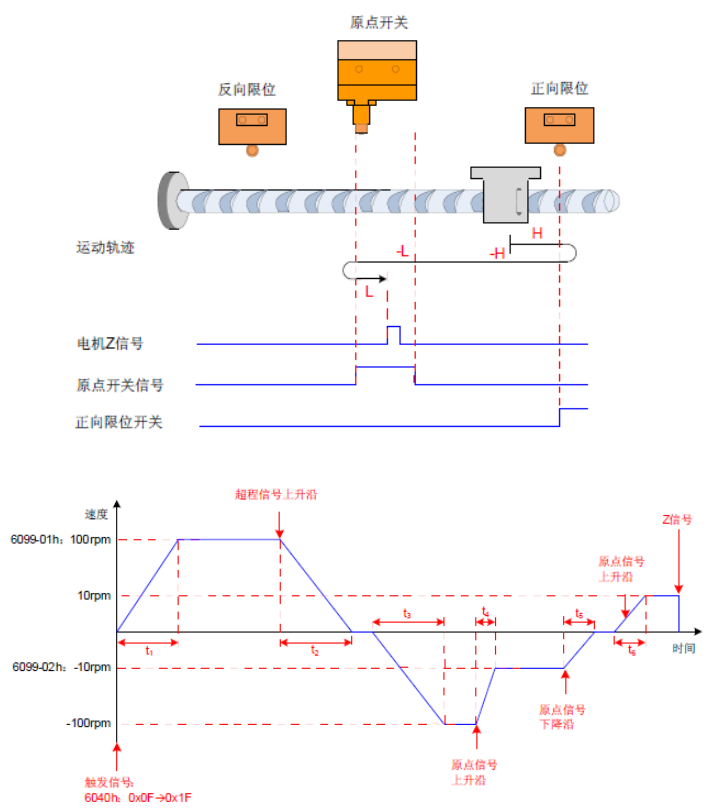 原点开关
反向限位
正向限位
运动轨迹
H
-L
-H
L
电机Z信号
原点开关信号
正向限位开关
超程信号上升沿
速度
Z信号
6099-01h： 100rpm
原点信号
上升沿
10rpm
t₃
t₄
t₅
t₁
t₂
t₆
时间
6099-02h： -10rpm
原点信号
下降沿
-100rpm
原点信号
上升沿
触发信号:
6040h：0x0F→0x1F